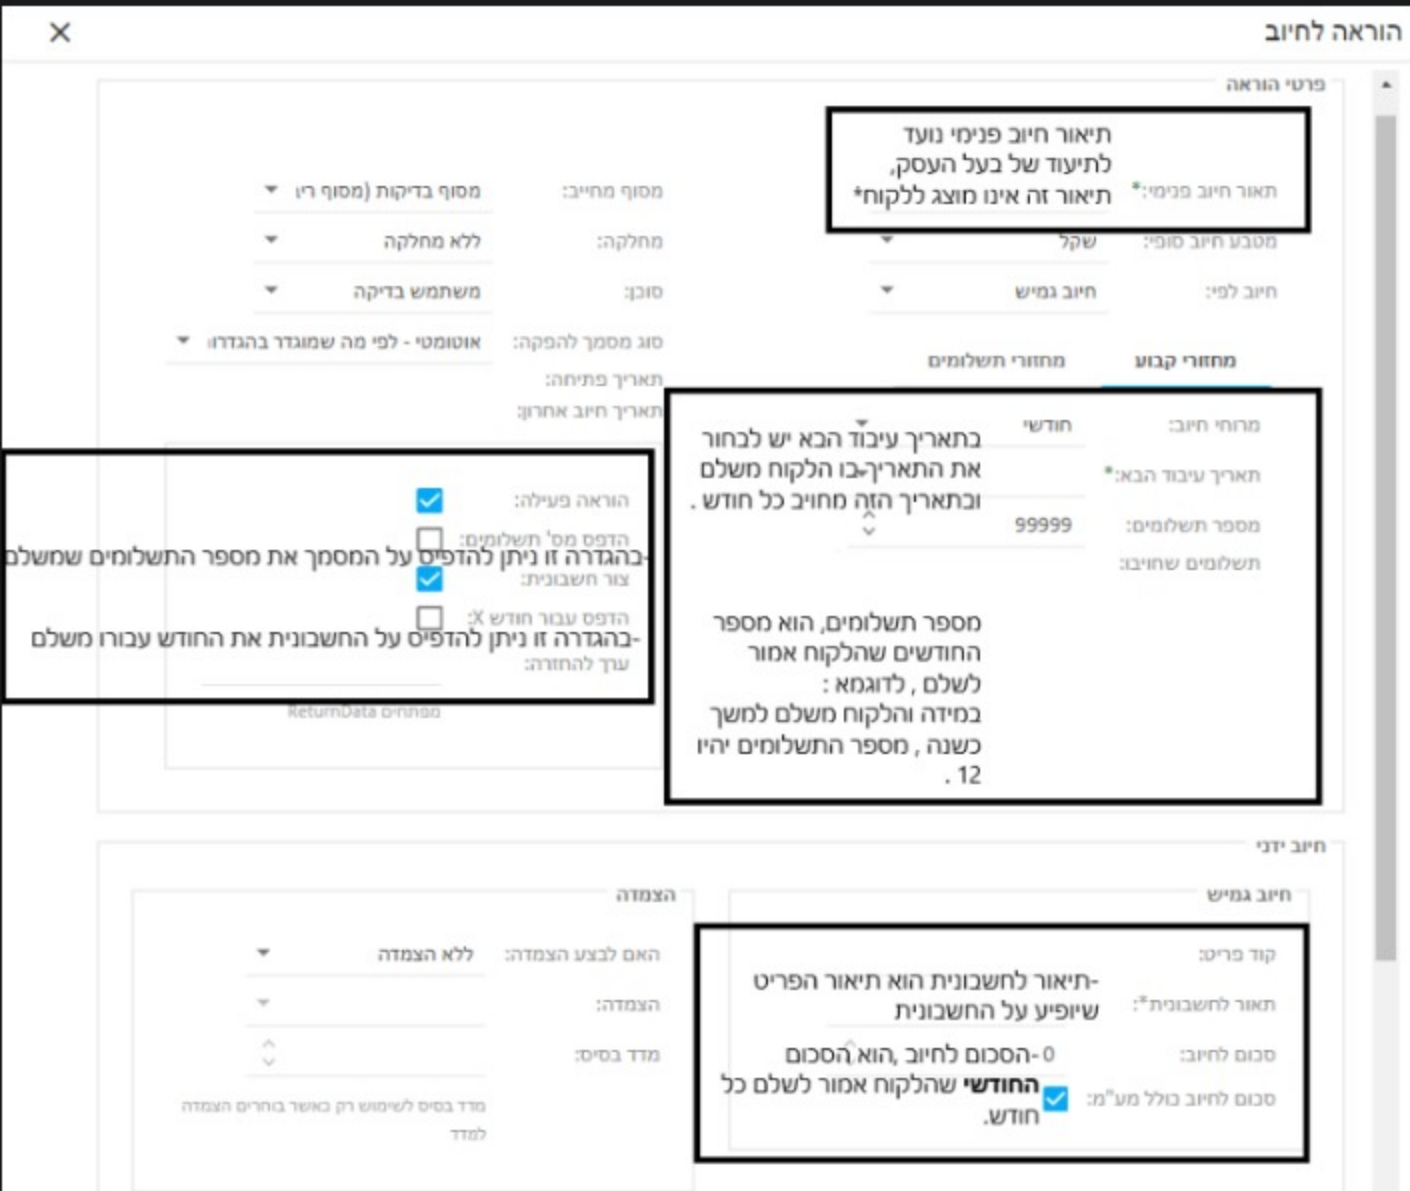 הוראה לחיוב
פרטי הוראה
תאור חיוב פנימי:*
תיאור חיוב פנימי נועד
לתיעוד של בעל העסק,
תיאור זה אינו מוצג ללקוח*
מטבע חיוב סופי: שקל
חיוב לפי: חיוב גמיש
מסוף מחייב: מסוף בדיקות (מסוף
מחלקה: ללא מחלקה
סוכן: משתמש בדיקה
סוג מסמך להפקה: אוטומטי - לפי מה שמוגדר
תאריך פתיחה:
תאריך חיוב אחרון:
מחזורי קבוע מחזורי תשלומים
מרווחי חיוב: חודשי
תאריך עיבוד הבא:*
מספר תשלומים: 99999
תשלומים שחויבו:
בתאריך עיבוד הבא יש לבחור
את התאריך בו הלקוח משלם
ובתאריך הזה מחויב כל חודש .
מספר תשלומים, הוא מספר
החודשים שהלקוח אמור
לשלם , לדוגמא :
במידה והלקוח משלם למשך
כשנה , מספר התשלומים יהיו
12 .
הוראה פעילה:
הדפס מס' תשלומים:
-בהגדרה זו ניתן להדפיס על המסמך את מספר התשלומים שמשלם
צור חשבונית:
הדפס עבור חודש X:
-בהגדרה זו ניתן להדפיס על החשבונית את החודש עבורו משלם
ערך להחזרה:
מפתחים ReturnData
חיוב ידני
חיוב גמיש
קוד פריט:
תאור לחשבונית*:
-תיאור לחשבונית הוא תיאור הפריט
שיופיע על החשבונית
סכום לחיוב: 0
-הסכום לחיוב ,הוא הסכום
החודשי שהלקוח אמור לשלם כל
חודש.
סכום לחיוב כולל מע"מ:
הצמדה
האם לבצע הצמדה: ללא הצמדה
הצמדה:
מדד בסיס:
מדד בסיס לשימוש רק כאשר בוחרים הצמדה
למדד